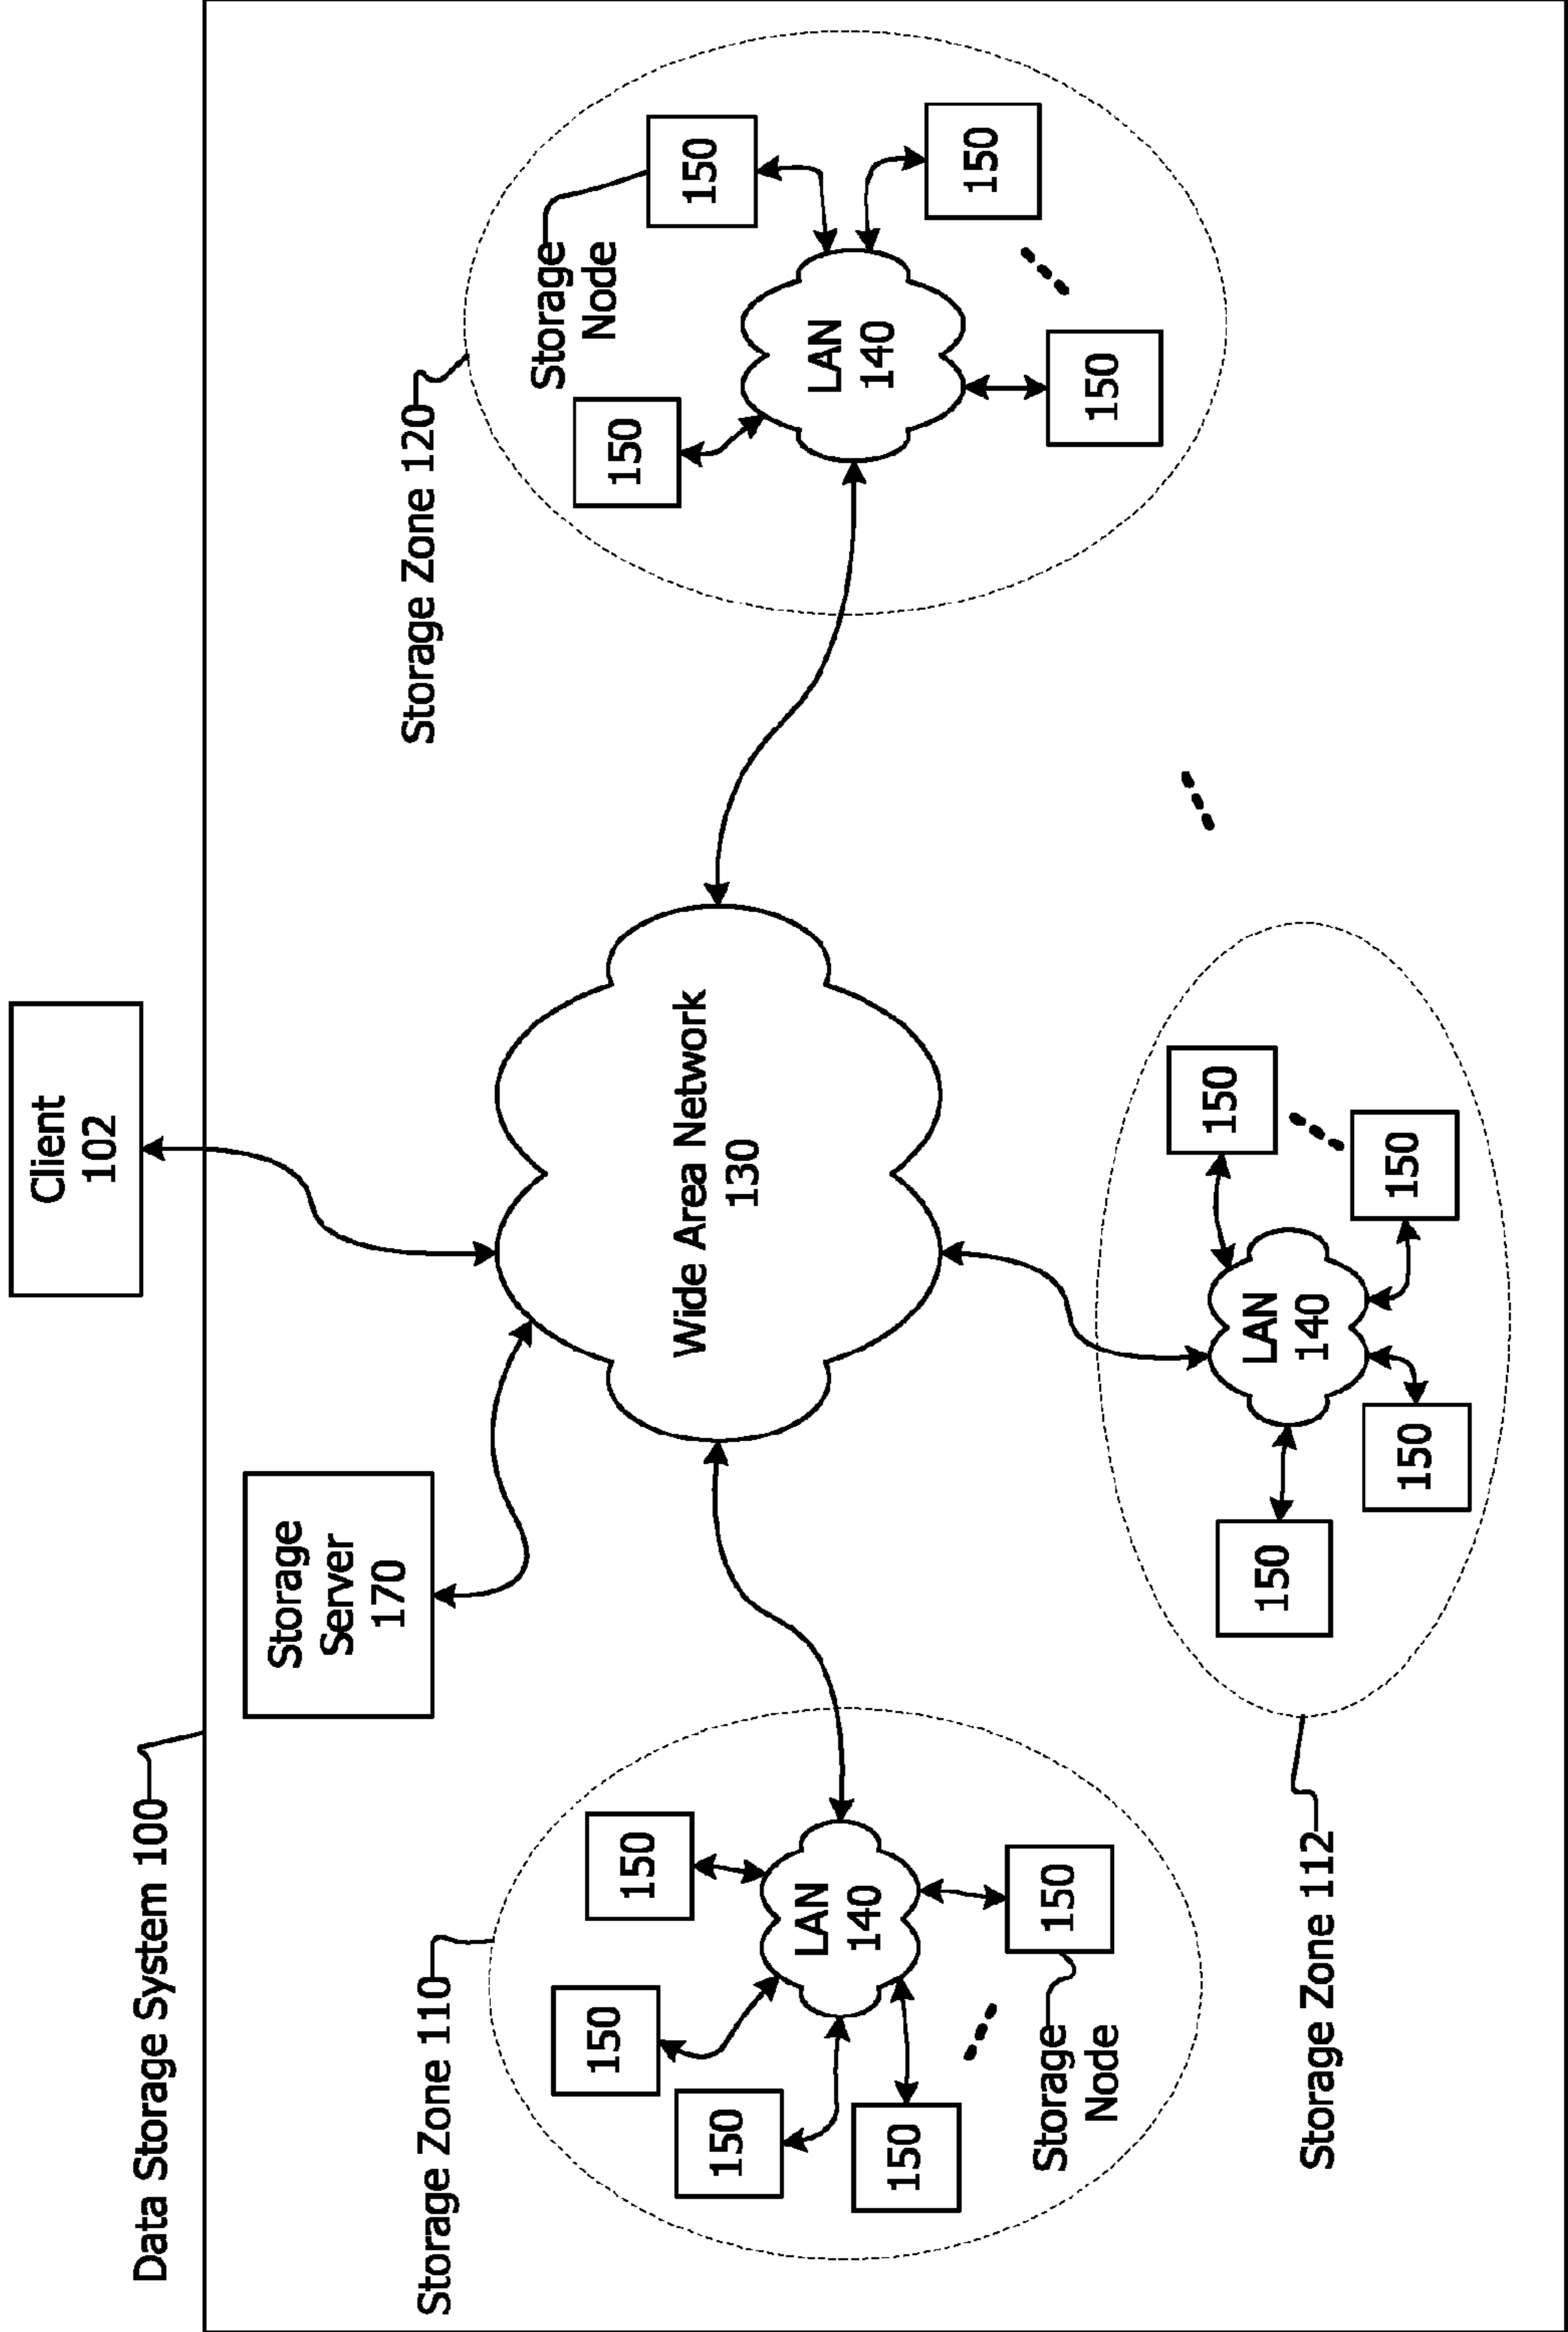 Client
102
Data Storage System 100
Storage
Server
170
Storage Zone 110
150
150
150
150
LAN
140
150
Storage
Node
Wide Area Network
130
Storage Zone 120
Storage
Node
150
150
LAN
140
150
150
Storage Zone 112
150
LAN
140
150
150
150